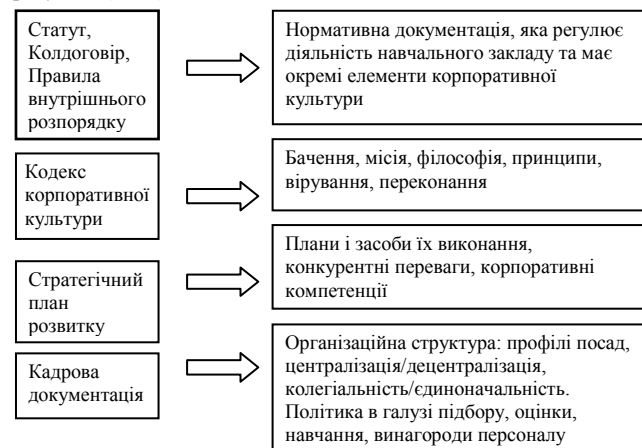 Статут,
Колдоговір,
Правила
внутрішнього
розпорядку
Нормативна документація, яка регулює
діяльність навчального закладу та має
окремі елементи корпоративної
культури
Кодекс
корпоративної
культури
Бачення, місія, філософія, принципи,
вірування, переконання
Стратегічний
план
розвитку
Плани і засоби їх виконання,
конкурентні переваги, корпоративні
компетенції
Кадрова
документація
Організаційна структура: профілі посад,
централізація/децентралізація,
колегіальність/єдиноначальність.
Політика в галузі підбору, оцінки,
навчання, винагороди персоналу